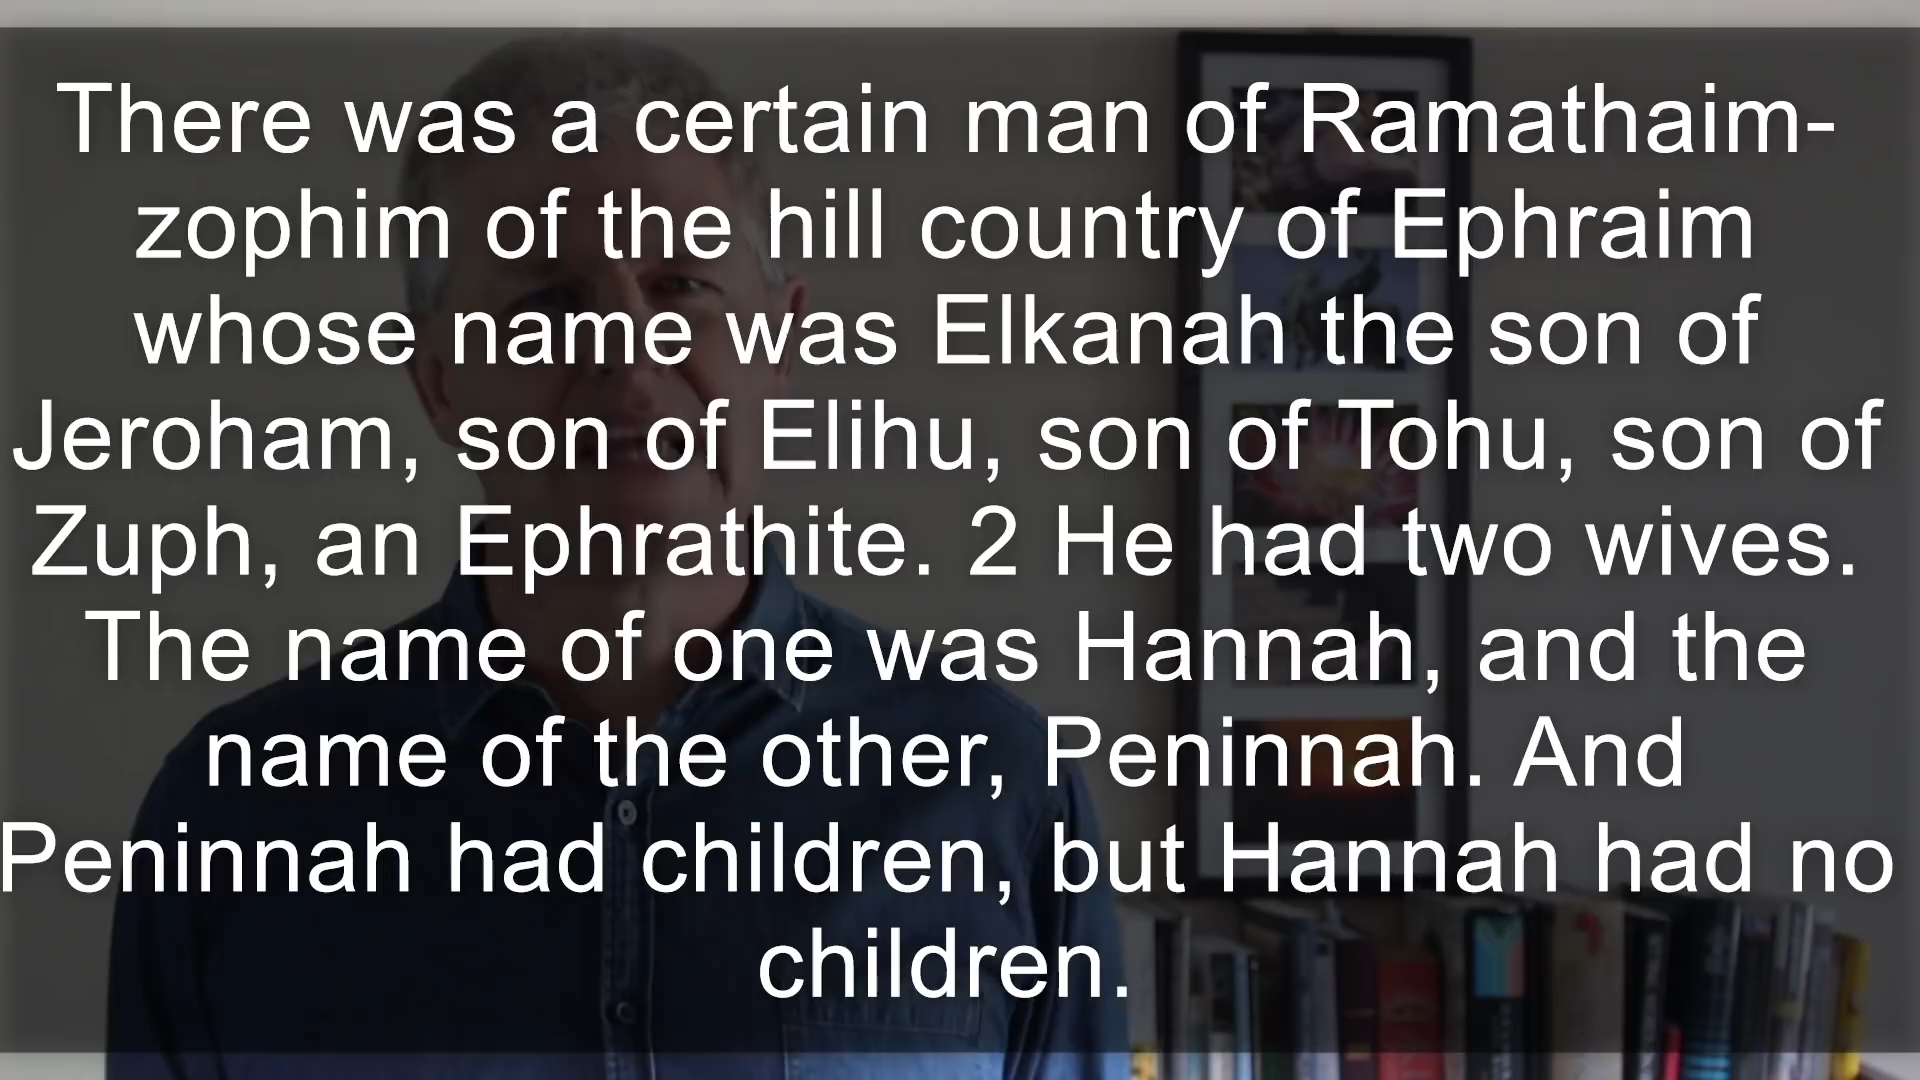 There was a certain man of Ramathaim-
zophim of the hill country of Ephraim
whose name was Elkanah the son of
Jeroham, son of Elihu, son of Tohu, son of
Zuph, an Ephrathite. 2 He had two wives.
The name of one was Hannah, and the
name of the other, Peninnah. And
Peninnah had children, but Hannah had no
children.